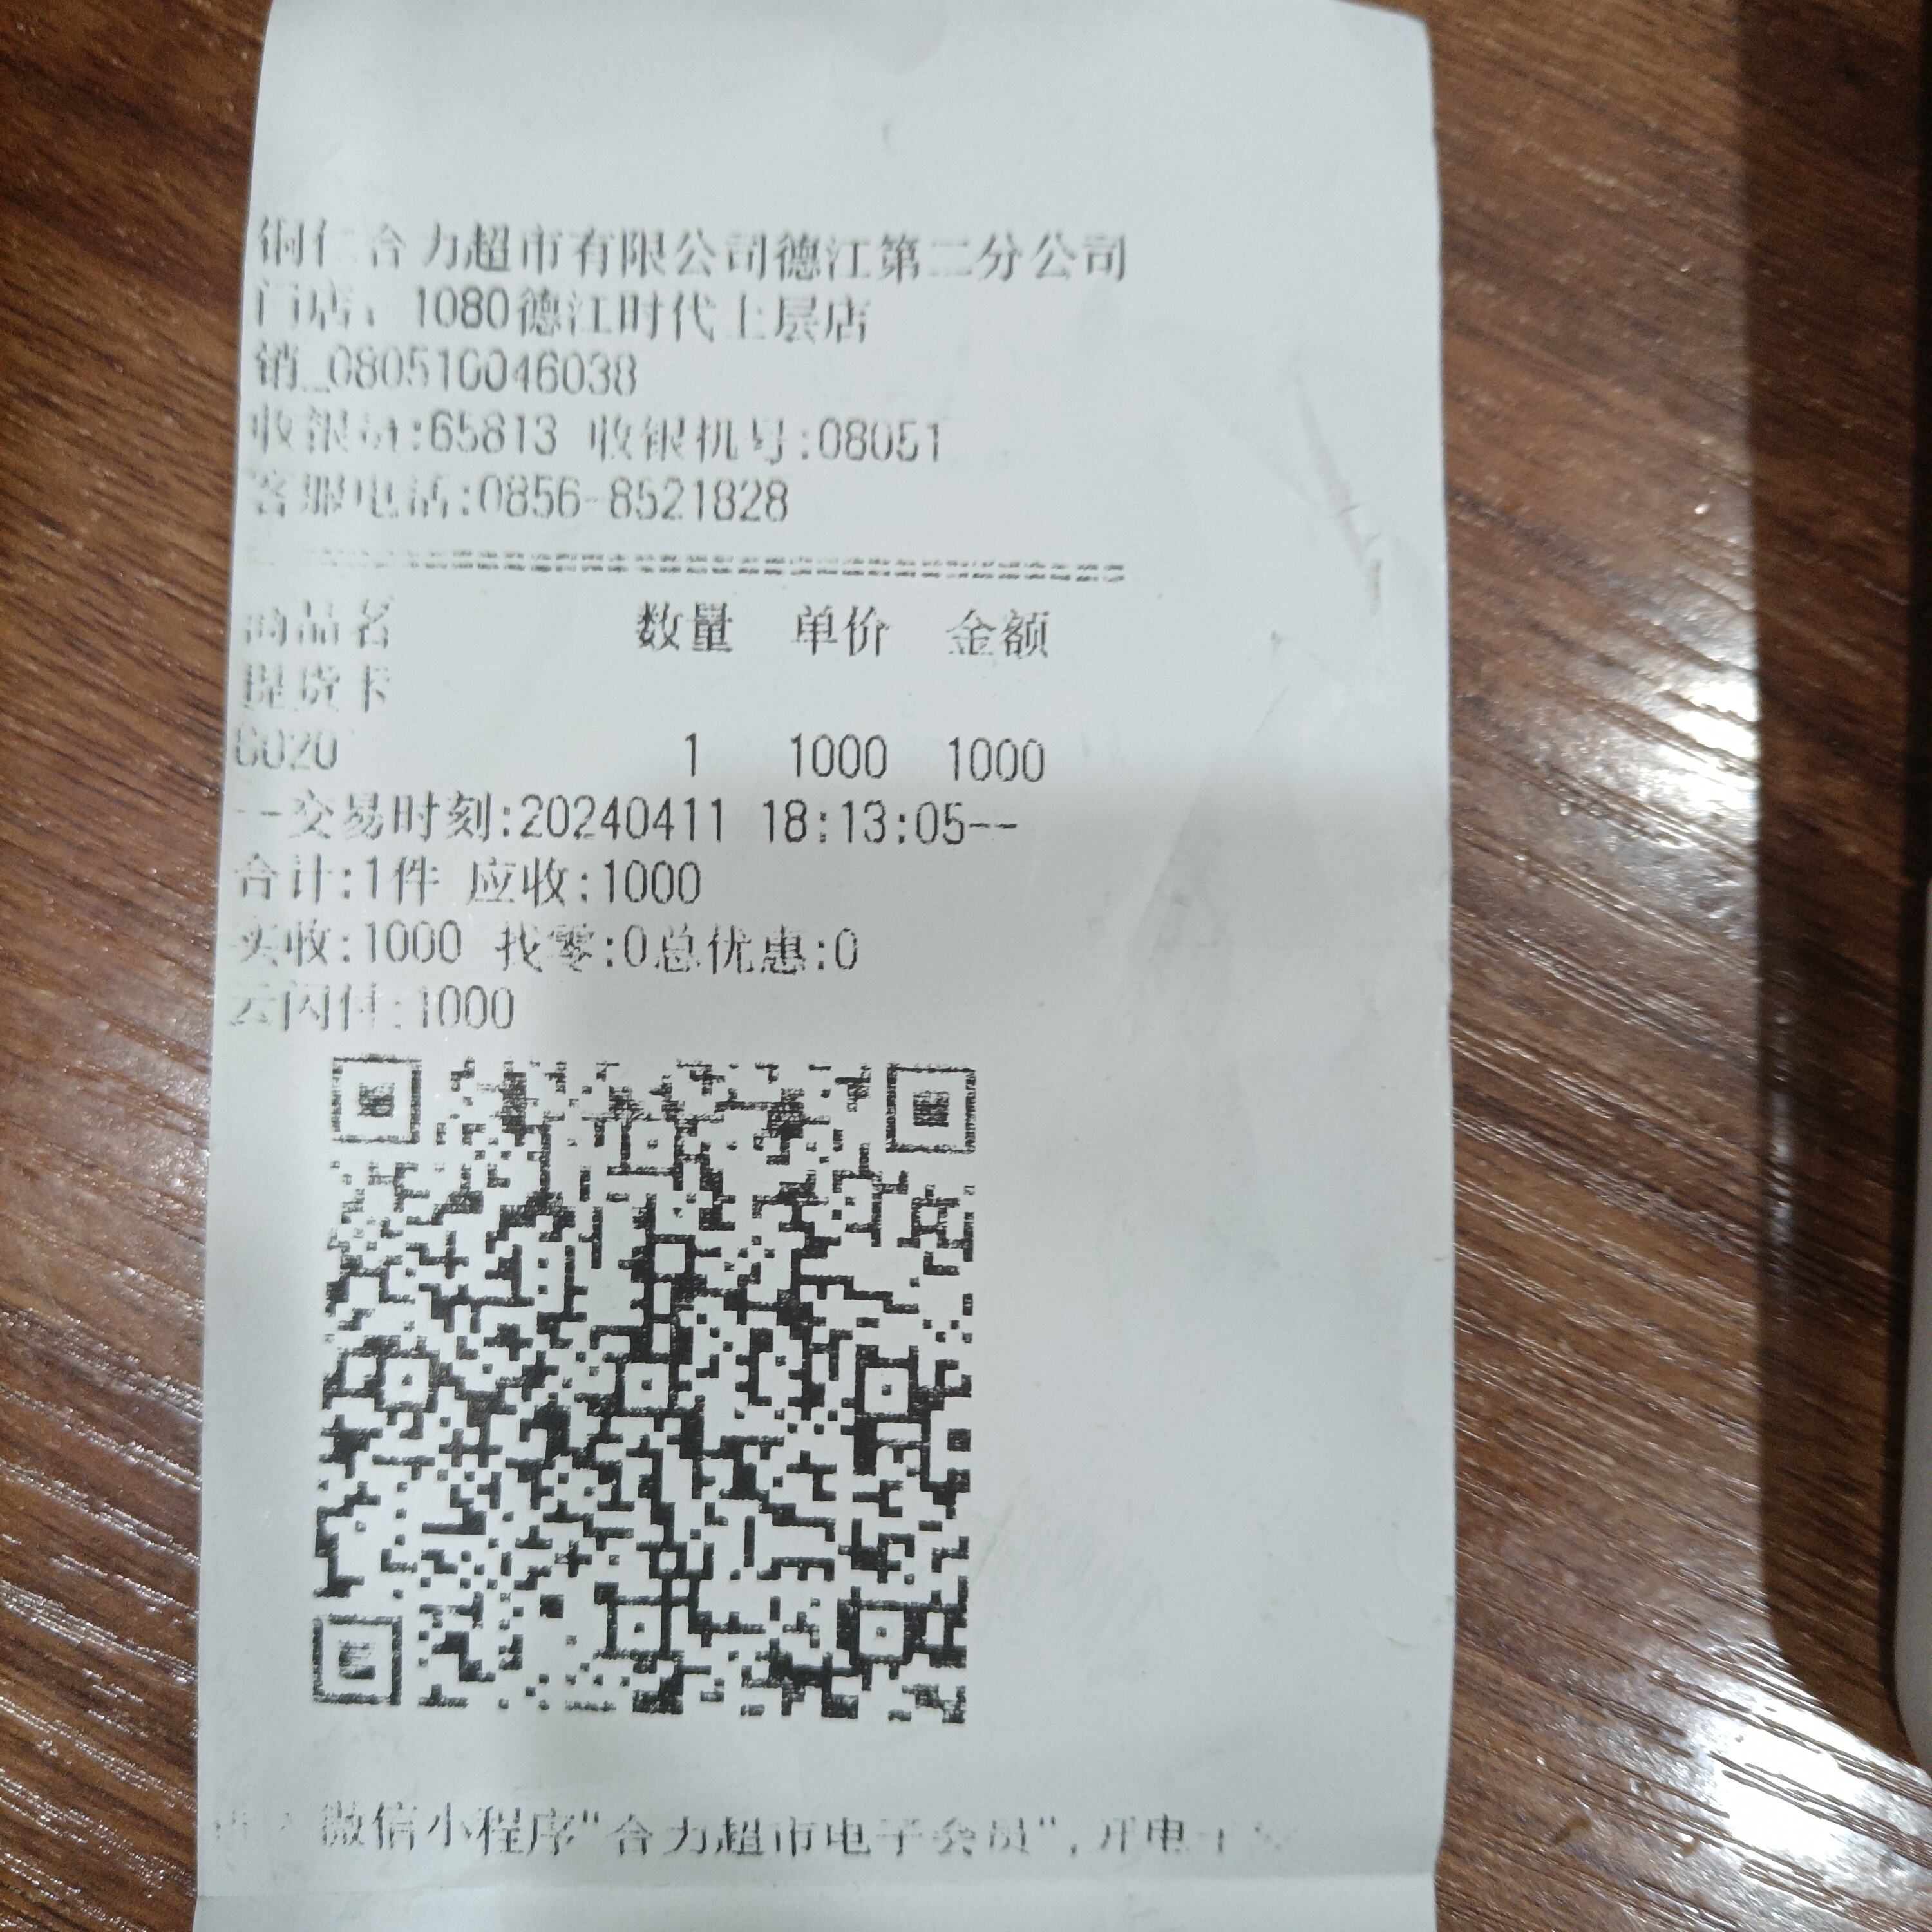 铜仁合力超市有限公司德江第二分公司
门店: 1080德江时代上层店
销_080510046038
收银员:65813 收银机号:08051
客服电话:0856-8521828
商品名 数量 单价 金额
提货卡
6020 1 1000 1000
--交易时刻:20240411 18:13:05--
合计:1件 应收:1000
实收:1000 找零:0总优惠:0
云闪付:1000
微信小程序"合力超市电子会员",开电子